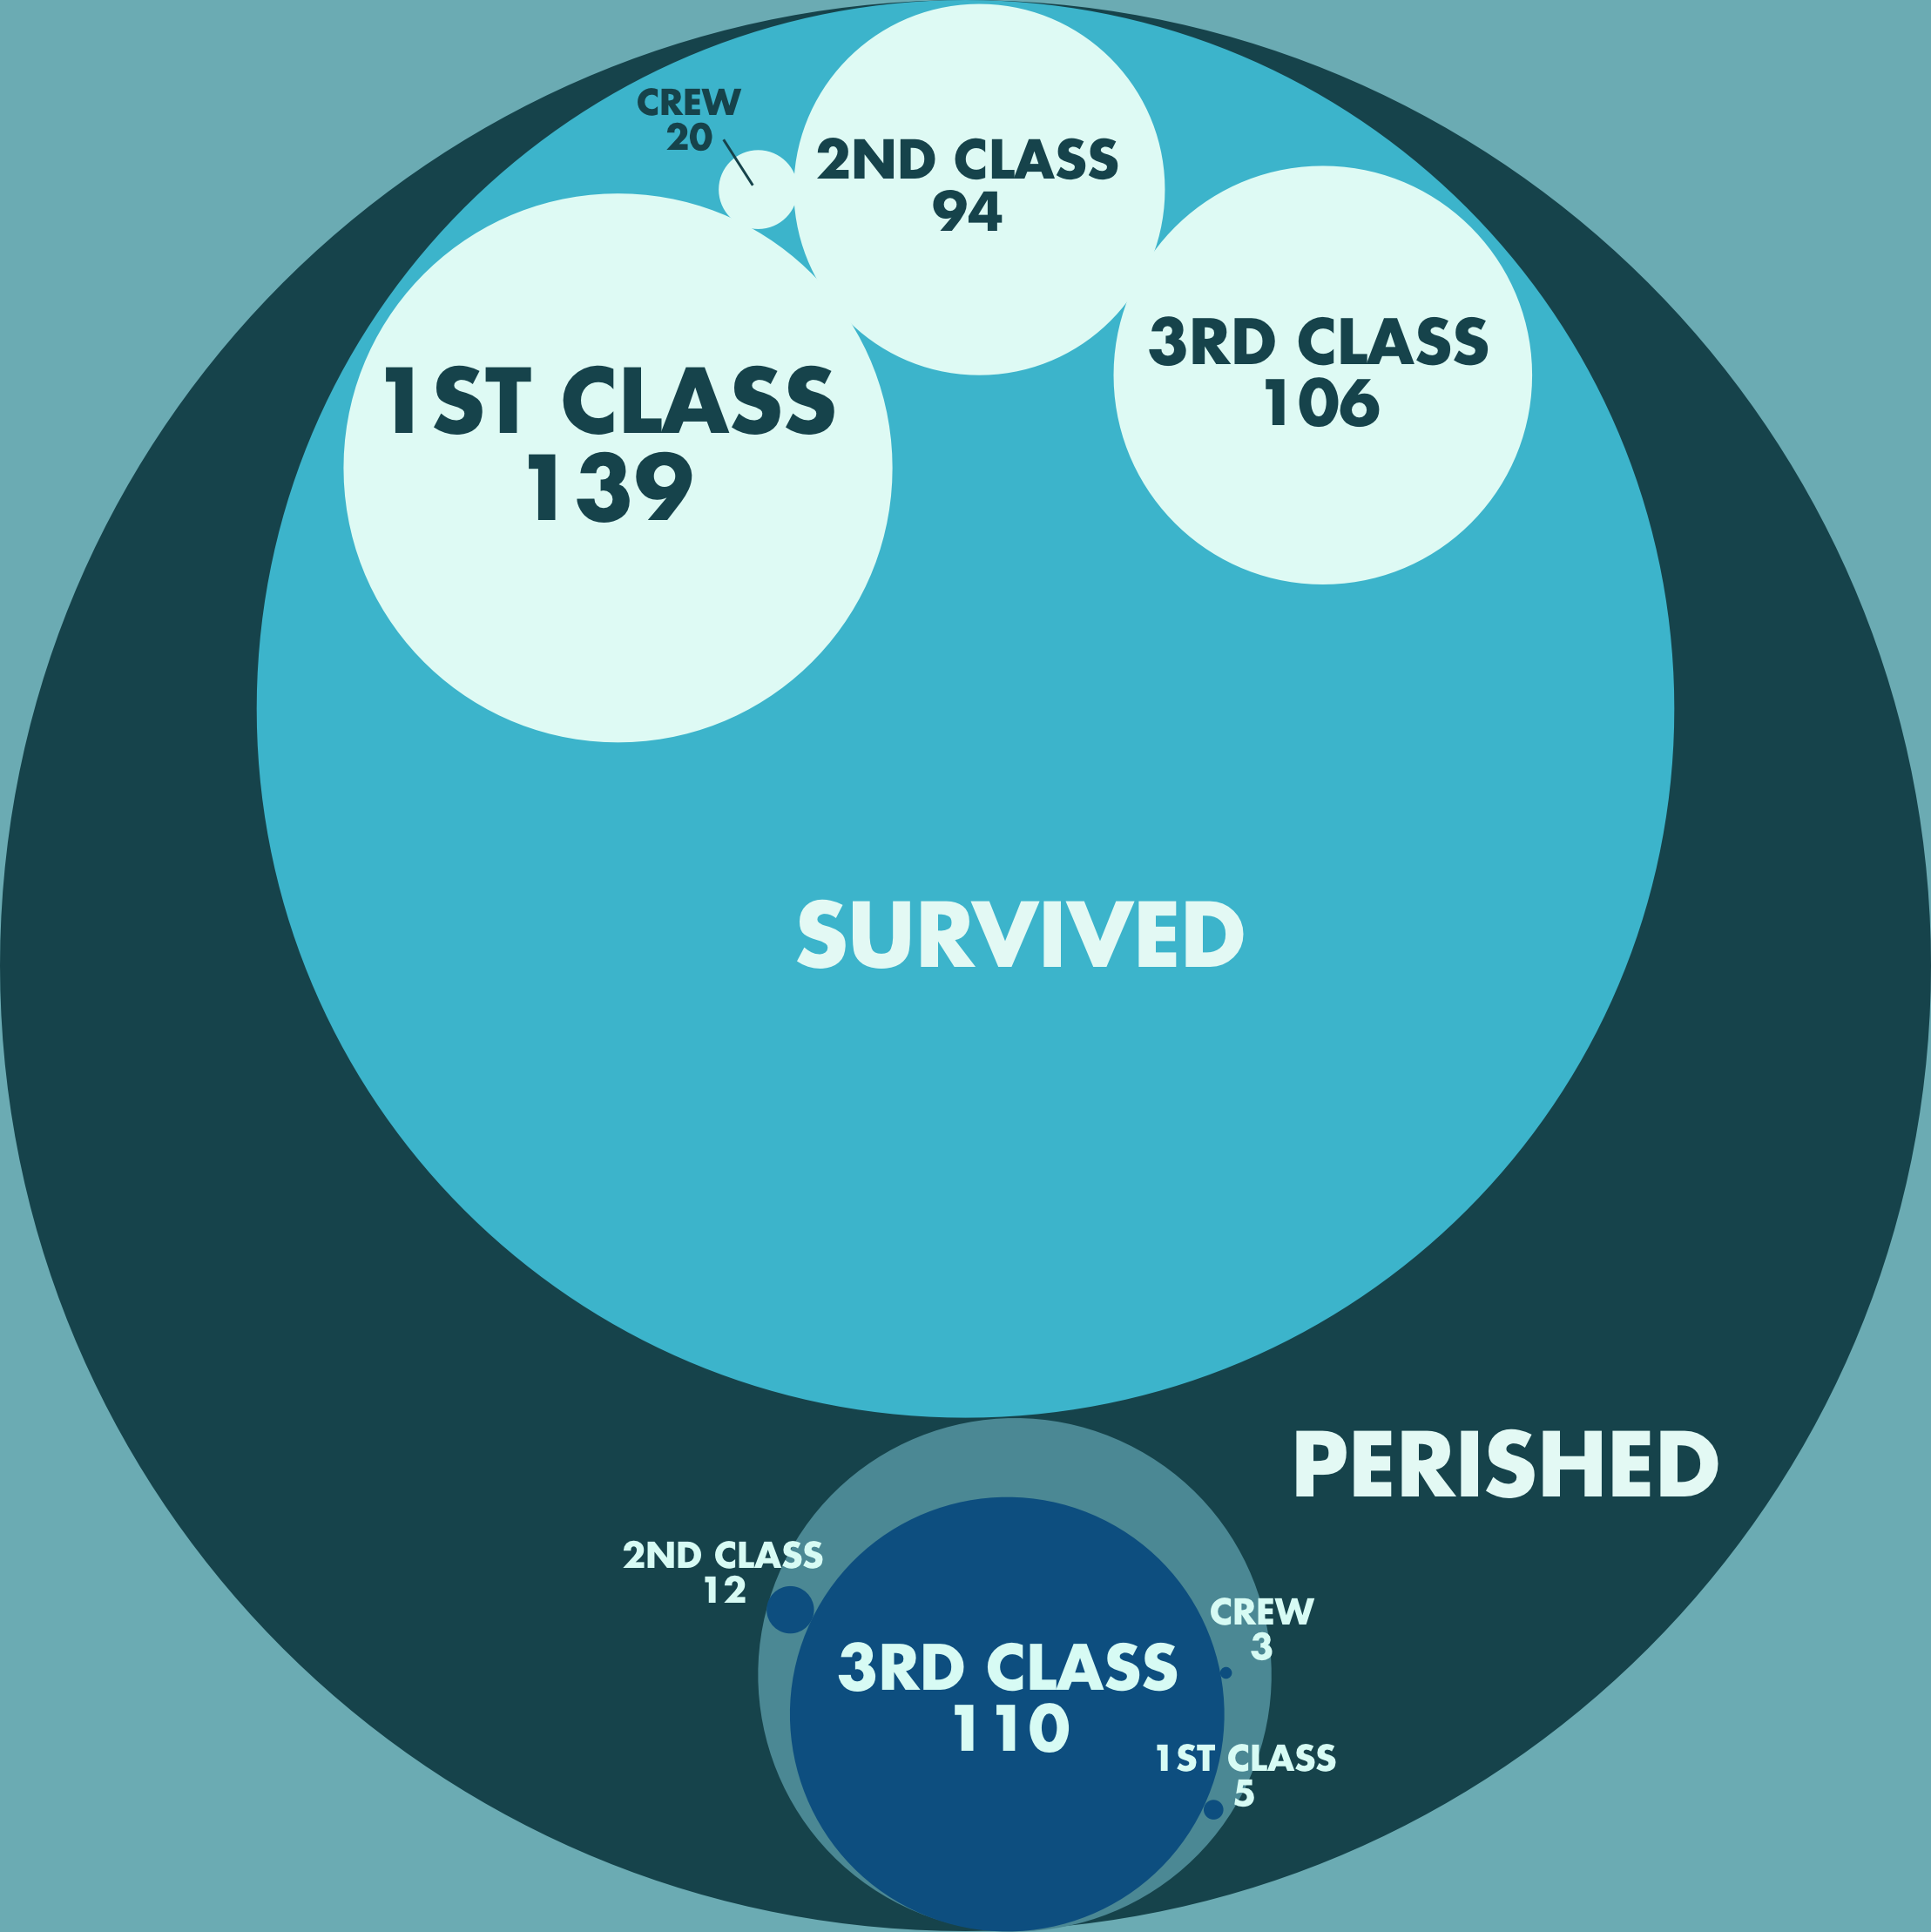 CREW
20
2ND CLASS
94
3RD CLASS
106
1ST CLASS
139
SURVIVED
PERISHED
2ND CLASS
12
CREW
3
3RD CLASS
110
1ST CLASS
5